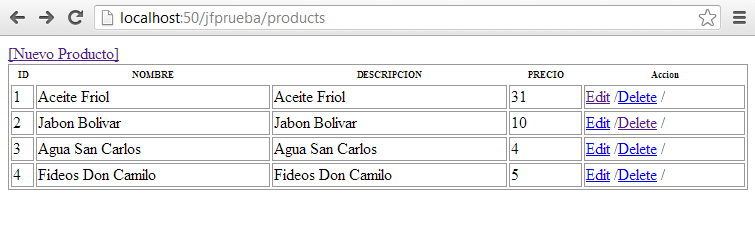 localhost:50/jfprueba/products
[Nuevo Producto]
ID NOMBRE DESCRIPCION PRECIO Accion
1 Aceite Friol Aceite Friol 31 Edit /Delete /
2 Jabon Bolivar Jabon Bolivar 10 Edit /Delete /
3 Agua San Carlos Agua San Carlos 4 Edit /Delete /
4 Fideos Don Camilo Fideos Don Camilo 5 Edit /Delete /